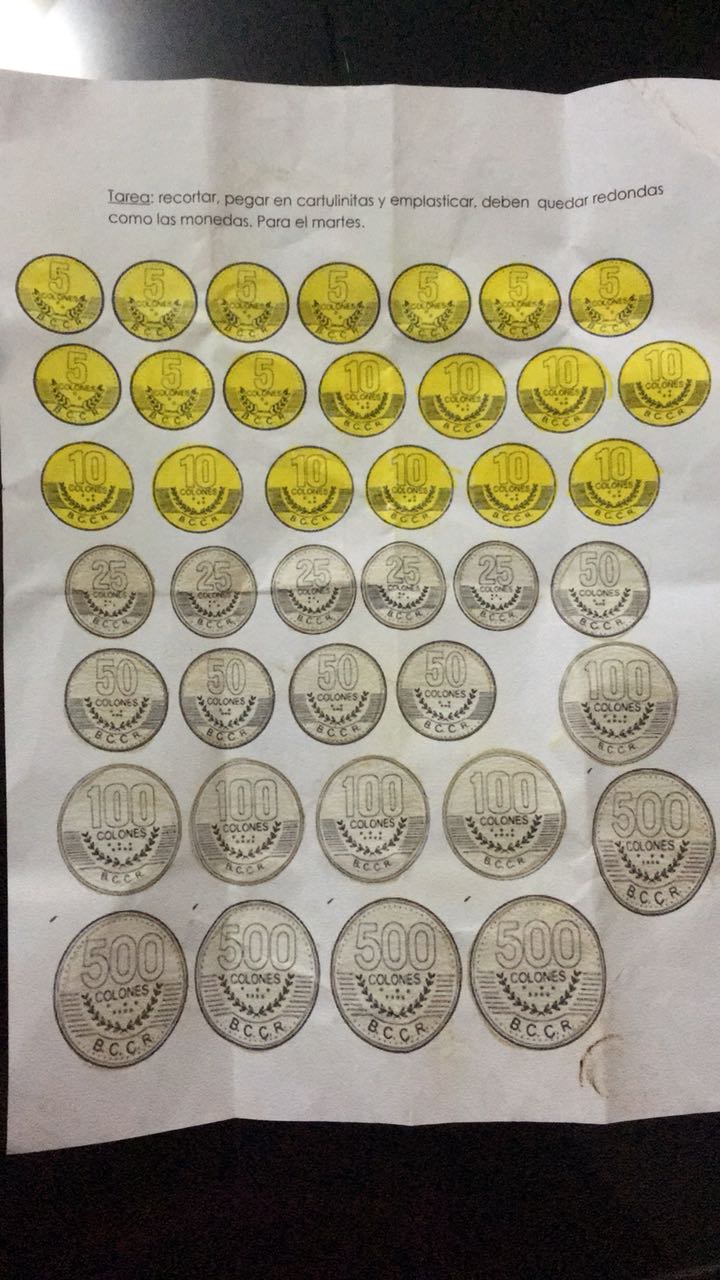 Tarea: recortar, pegar en cartulinitas y emplasticar, deben quedar redondas
como las monedas. Para el martes.
5 COLONES B.C.C.R. 5 COLONES B.C.C.R. 5 COLONES B.C.C.R. 5 COLONES B.C.C.R. 5 COLONES B.C.C.R. 5 COLONES B.C.C.R. 5 COLONES B.C.C.R.
5 COLONES B.C.C.R. 5 COLONES B.C.C.R. 5 COLONES B.C.C.R. 10 COLONES B.C.C.R. 10 COLONES B.C.C.R. 10 COLONES B.C.C.R. 10 COLONES B.C.C.R.
10 COLONES B.C.C.R. 10 COLONES B.C.C.R. 10 COLONES B.C.C.R. 10 COLONES B.C.C.R. 10 COLONES B.C.C.R. 10 COLONES B.C.C.R.
25 COLONES B.C.C.R. 25 COLONES B.C.C.R. 25 COLONES B.C.C.R. 25 COLONES B.C.C.R. 25 COLONES B.C.C.R. 50 COLONES B.C.C.R.
50 COLONES B.C.C.R. 50 COLONES B.C.C.R. 50 COLONES B.C.C.R. 50 COLONES B.C.C.R. 100 COLONES B.C.C.R.
100 COLONES B.C.C.R. 100 COLONES B.C.C.R. 100 COLONES B.C.C.R. 100 COLONES B.C.C.R. 500 COLONES B.C.C.R.
500 COLONES B.C.C.R. 500 COLONES B.C.C.R. 500 COLONES B.C.C.R. 500 COLONES B.C.C.R.